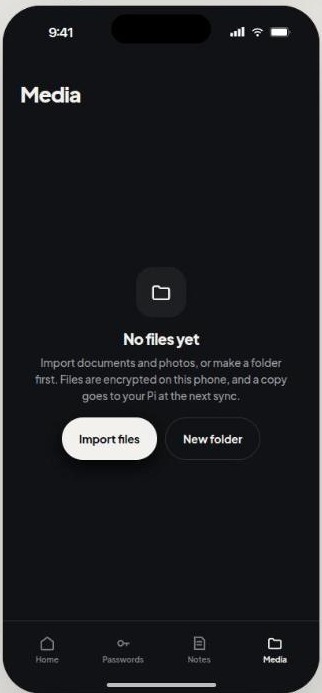 9:41
Media
No files yet
Import documents and photos, or make a folder
first. Files are encrypted on this phone, and a copy
goes to your Pi at the next sync.
Import files
New folder
Home
Passwords
Notes
Media